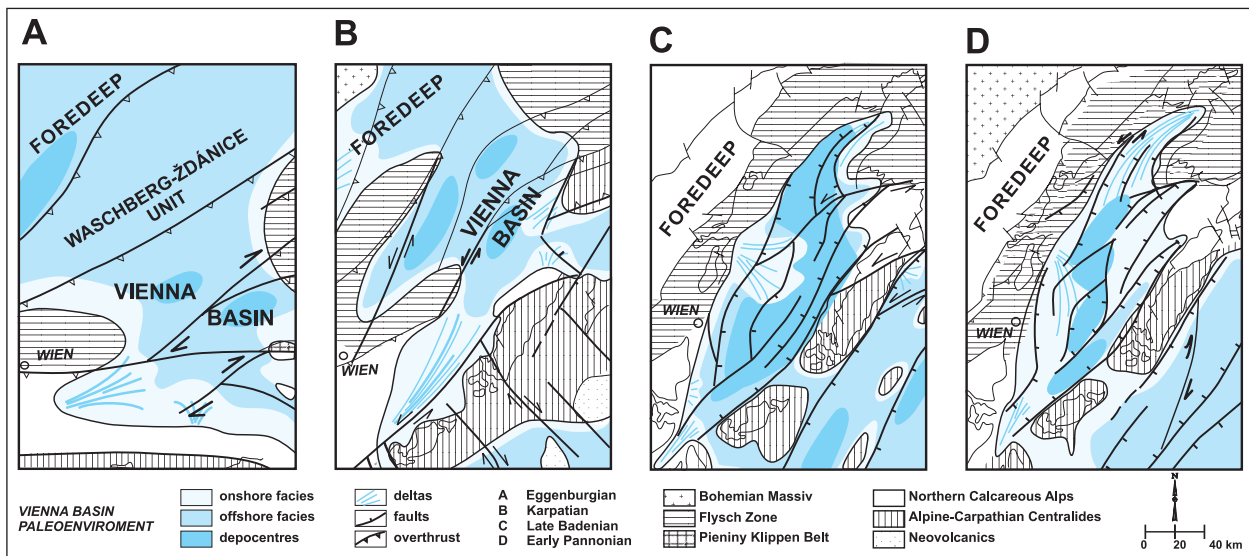 A
B
C
D
FOREDEEP
WASCHBERG-ŽDÁNICE
UNIT
VIENNA
BASIN
WIEN
FOREDEEP
VIENNA
BASIN
WIEN
FOREDEEP
WIEN
FOREDEEP
WIEN
VIENNA BASIN
PALEOENVIROMENT
onshore facies
offshore facies
depocentres
deltas
faults
overthrust
A Eggenburgian
B Karpatian
C Late Badenian
D Early Pannonian
Bohemian Massiv
Flysch Zone
Pieniny Klippen Belt
Northern Calcareous Alps
Alpine-Carpathian Centralides
Neovolcanics
N
0 20 40 km